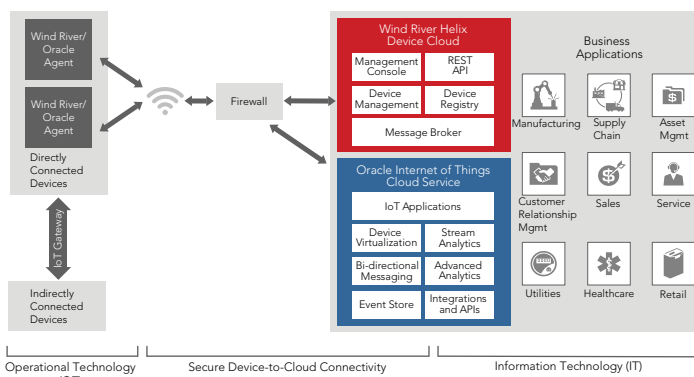 Wind River/
Oracle
Agent
Wind River/
Oracle
Agent
Directly
Connected
Devices
IoT Gateway
Indirectly
Connected
Devices
Firewall
Wind River Helix
Device Cloud
Management
Console
REST
API
Device
Management
Device
Registry
Message Broker
Oracle Internet of Things
Cloud Service
IoT Applications
Device
Virtualization
Stream
Analytics
Bi-directional
Messaging
Advanced
Analytics
Event Store
Integrations
and APIs
Business
Applications
Manufacturing
Supply
Chain
Asset
Mgmt
Customer
Relationship
Mgmt
Sales
Service
Utilities
Healthcare
Retail
Operational Technology
Secure Device-to-Cloud Connectivity
Information Technology (IT)